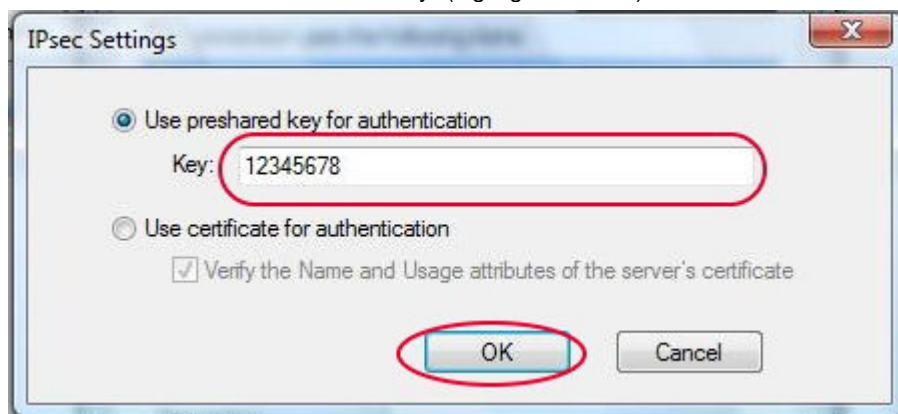 IPsec Settings
Use preshared key for authentication
Key: 12345678
Use certificate for authentication
Verify the Name and Usage attributes of the server's certificate
OK Cancel